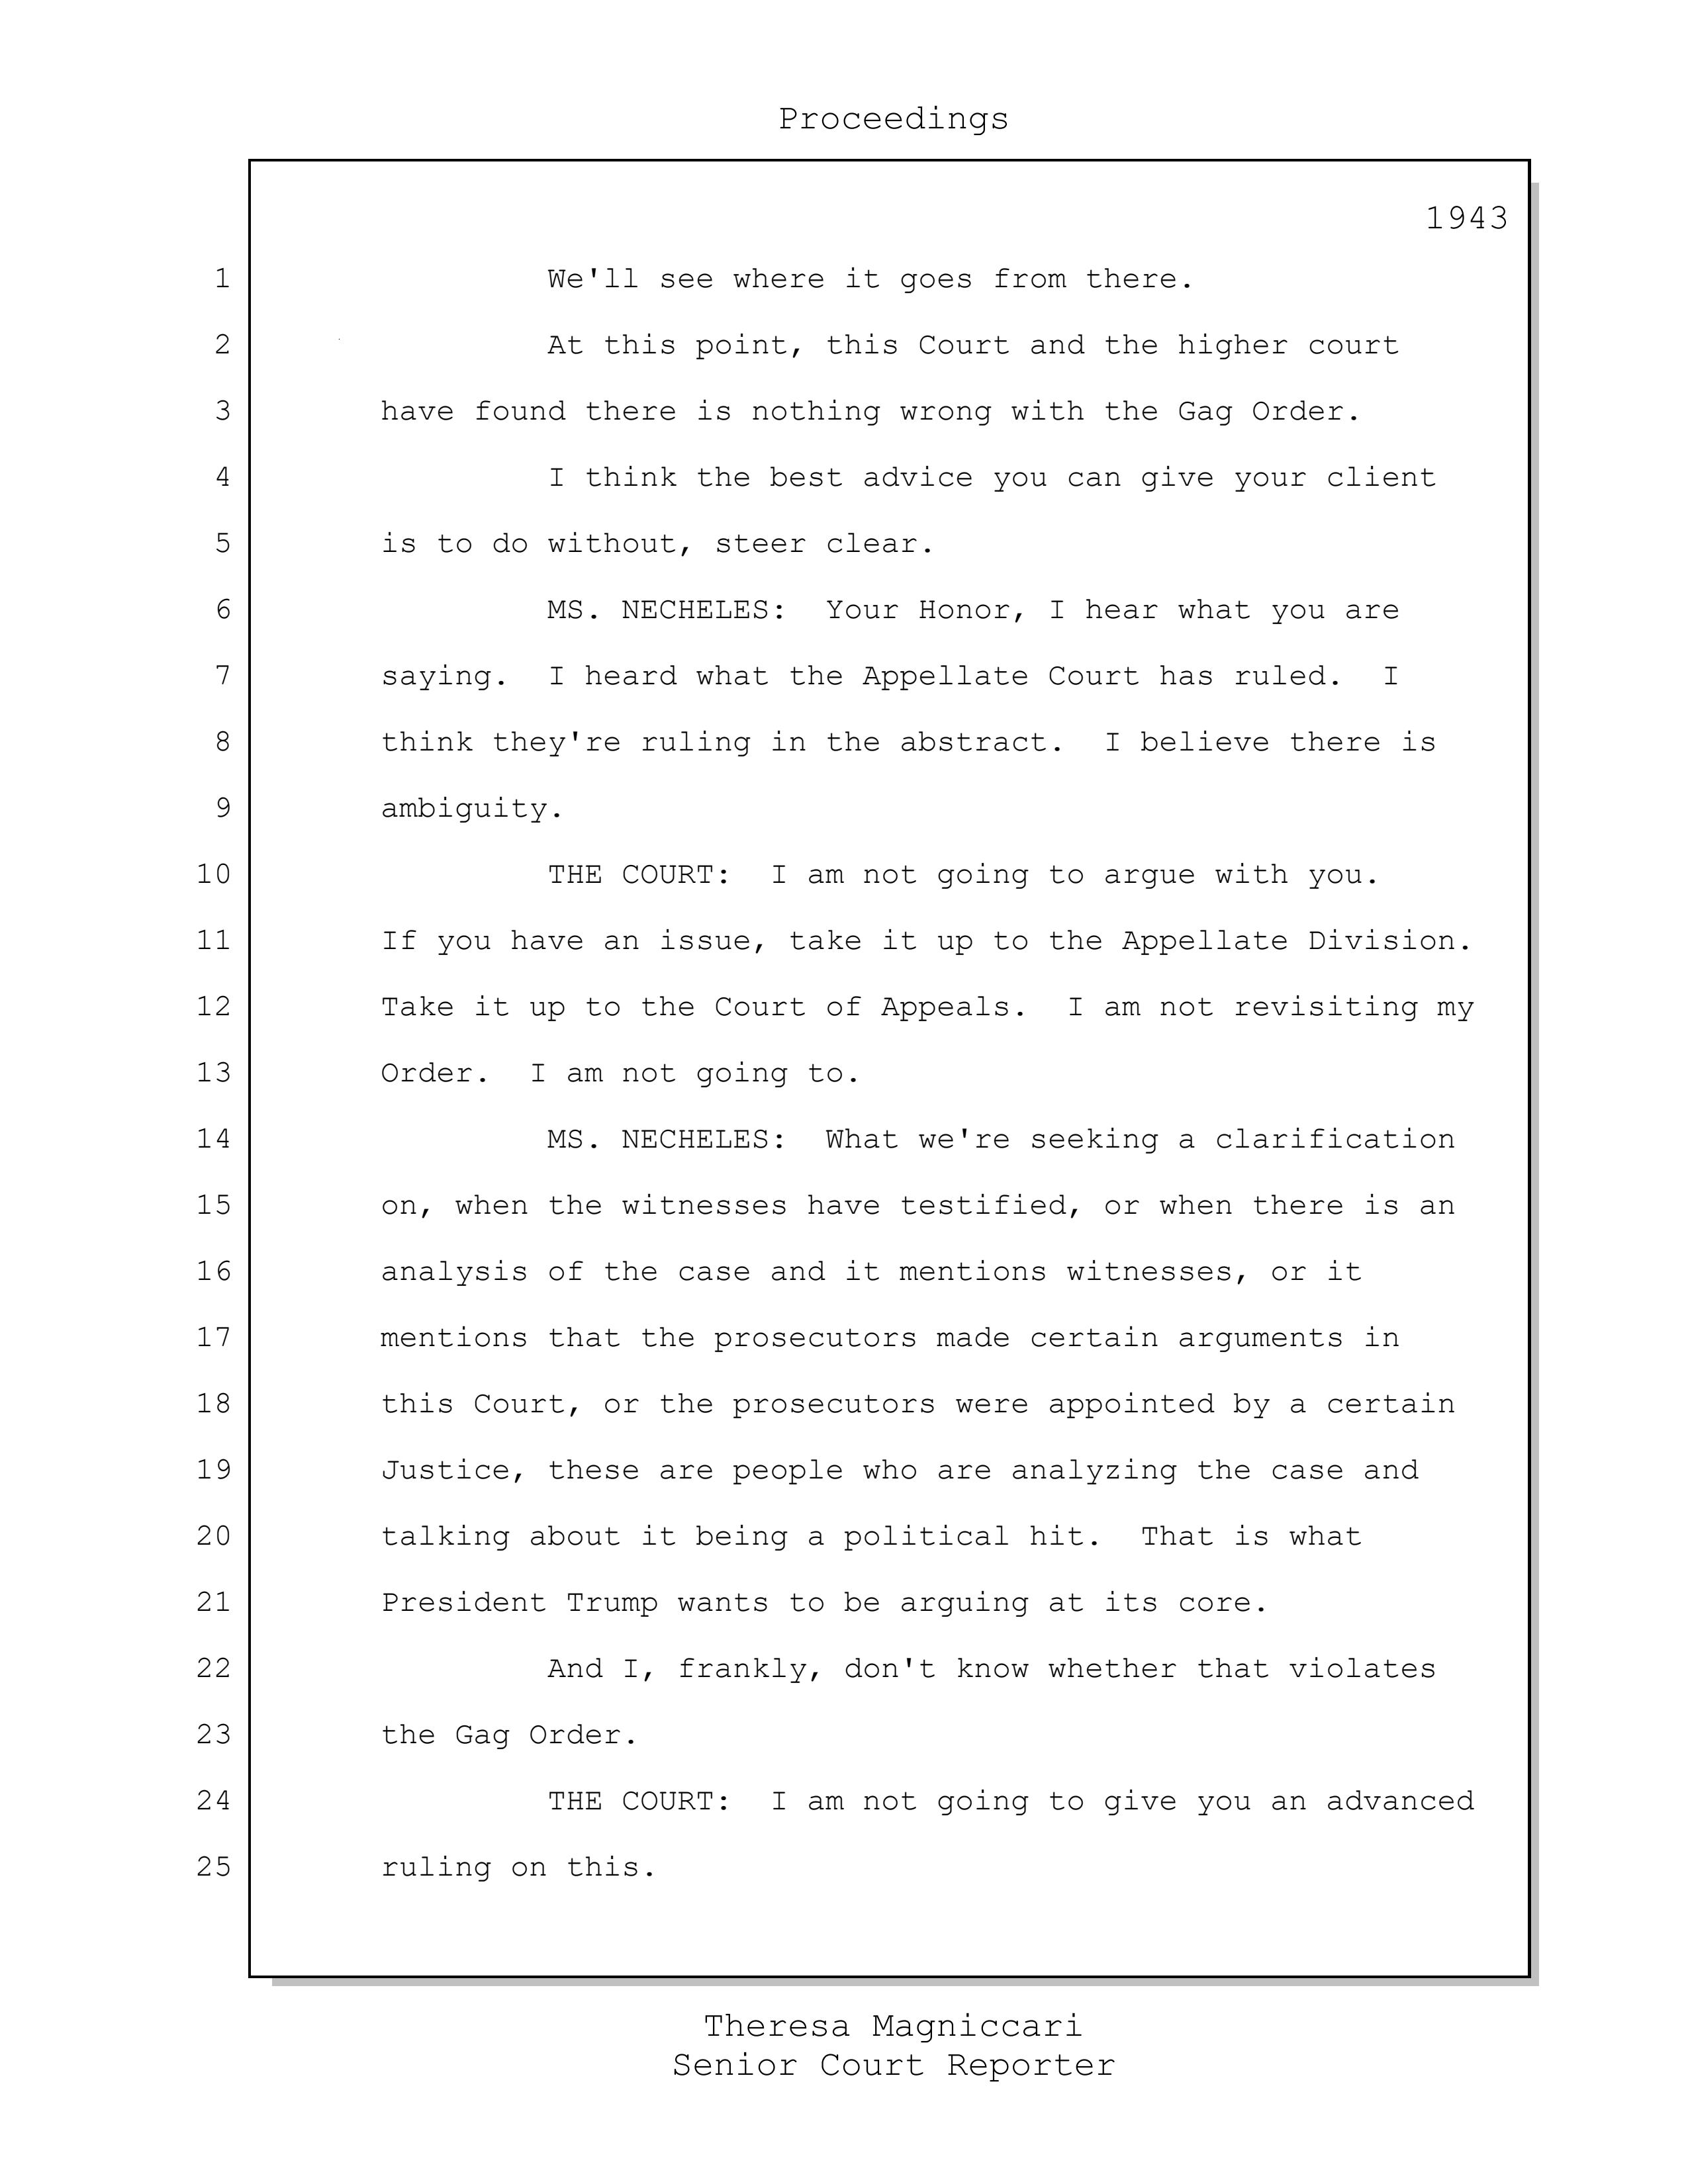 Proceedings
1943
1 We'll see where it goes from there.
2 At this point, this Court and the higher court
3 have found there is nothing wrong with the Gag Order.
4 I think the best advice you can give your client
5 is to do without, steer clear.
6 MS. NECHELES:  Your Honor, I hear what you are
7 saying.  I heard what the Appellate Court has ruled.  I
8 think they're ruling in the abstract.  I believe there is
9 ambiguity.
10 THE COURT:  I am not going to argue with you.
11 If you have an issue, take it up to the Appellate Division.
12 Take it up to the Court of Appeals.  I am not revisiting my
13 Order.  I am not going to.
14 MS. NECHELES:  What we're seeking a clarification
15 on, when the witnesses have testified, or when there is an
16 analysis of the case and it mentions witnesses, or it
17 mentions that the prosecutors made certain arguments in
18 this Court, or the prosecutors were appointed by a certain
19 Justice, these are people who are analyzing the case and
20 talking about it being a political hit.  That is what
21 President Trump wants to be arguing at its core.
22 And I, frankly, don't know whether that violates
23 the Gag Order.
24 THE COURT:  I am not going to give you an advanced
25 ruling on this.
Theresa Magniccari
Senior Court Reporter